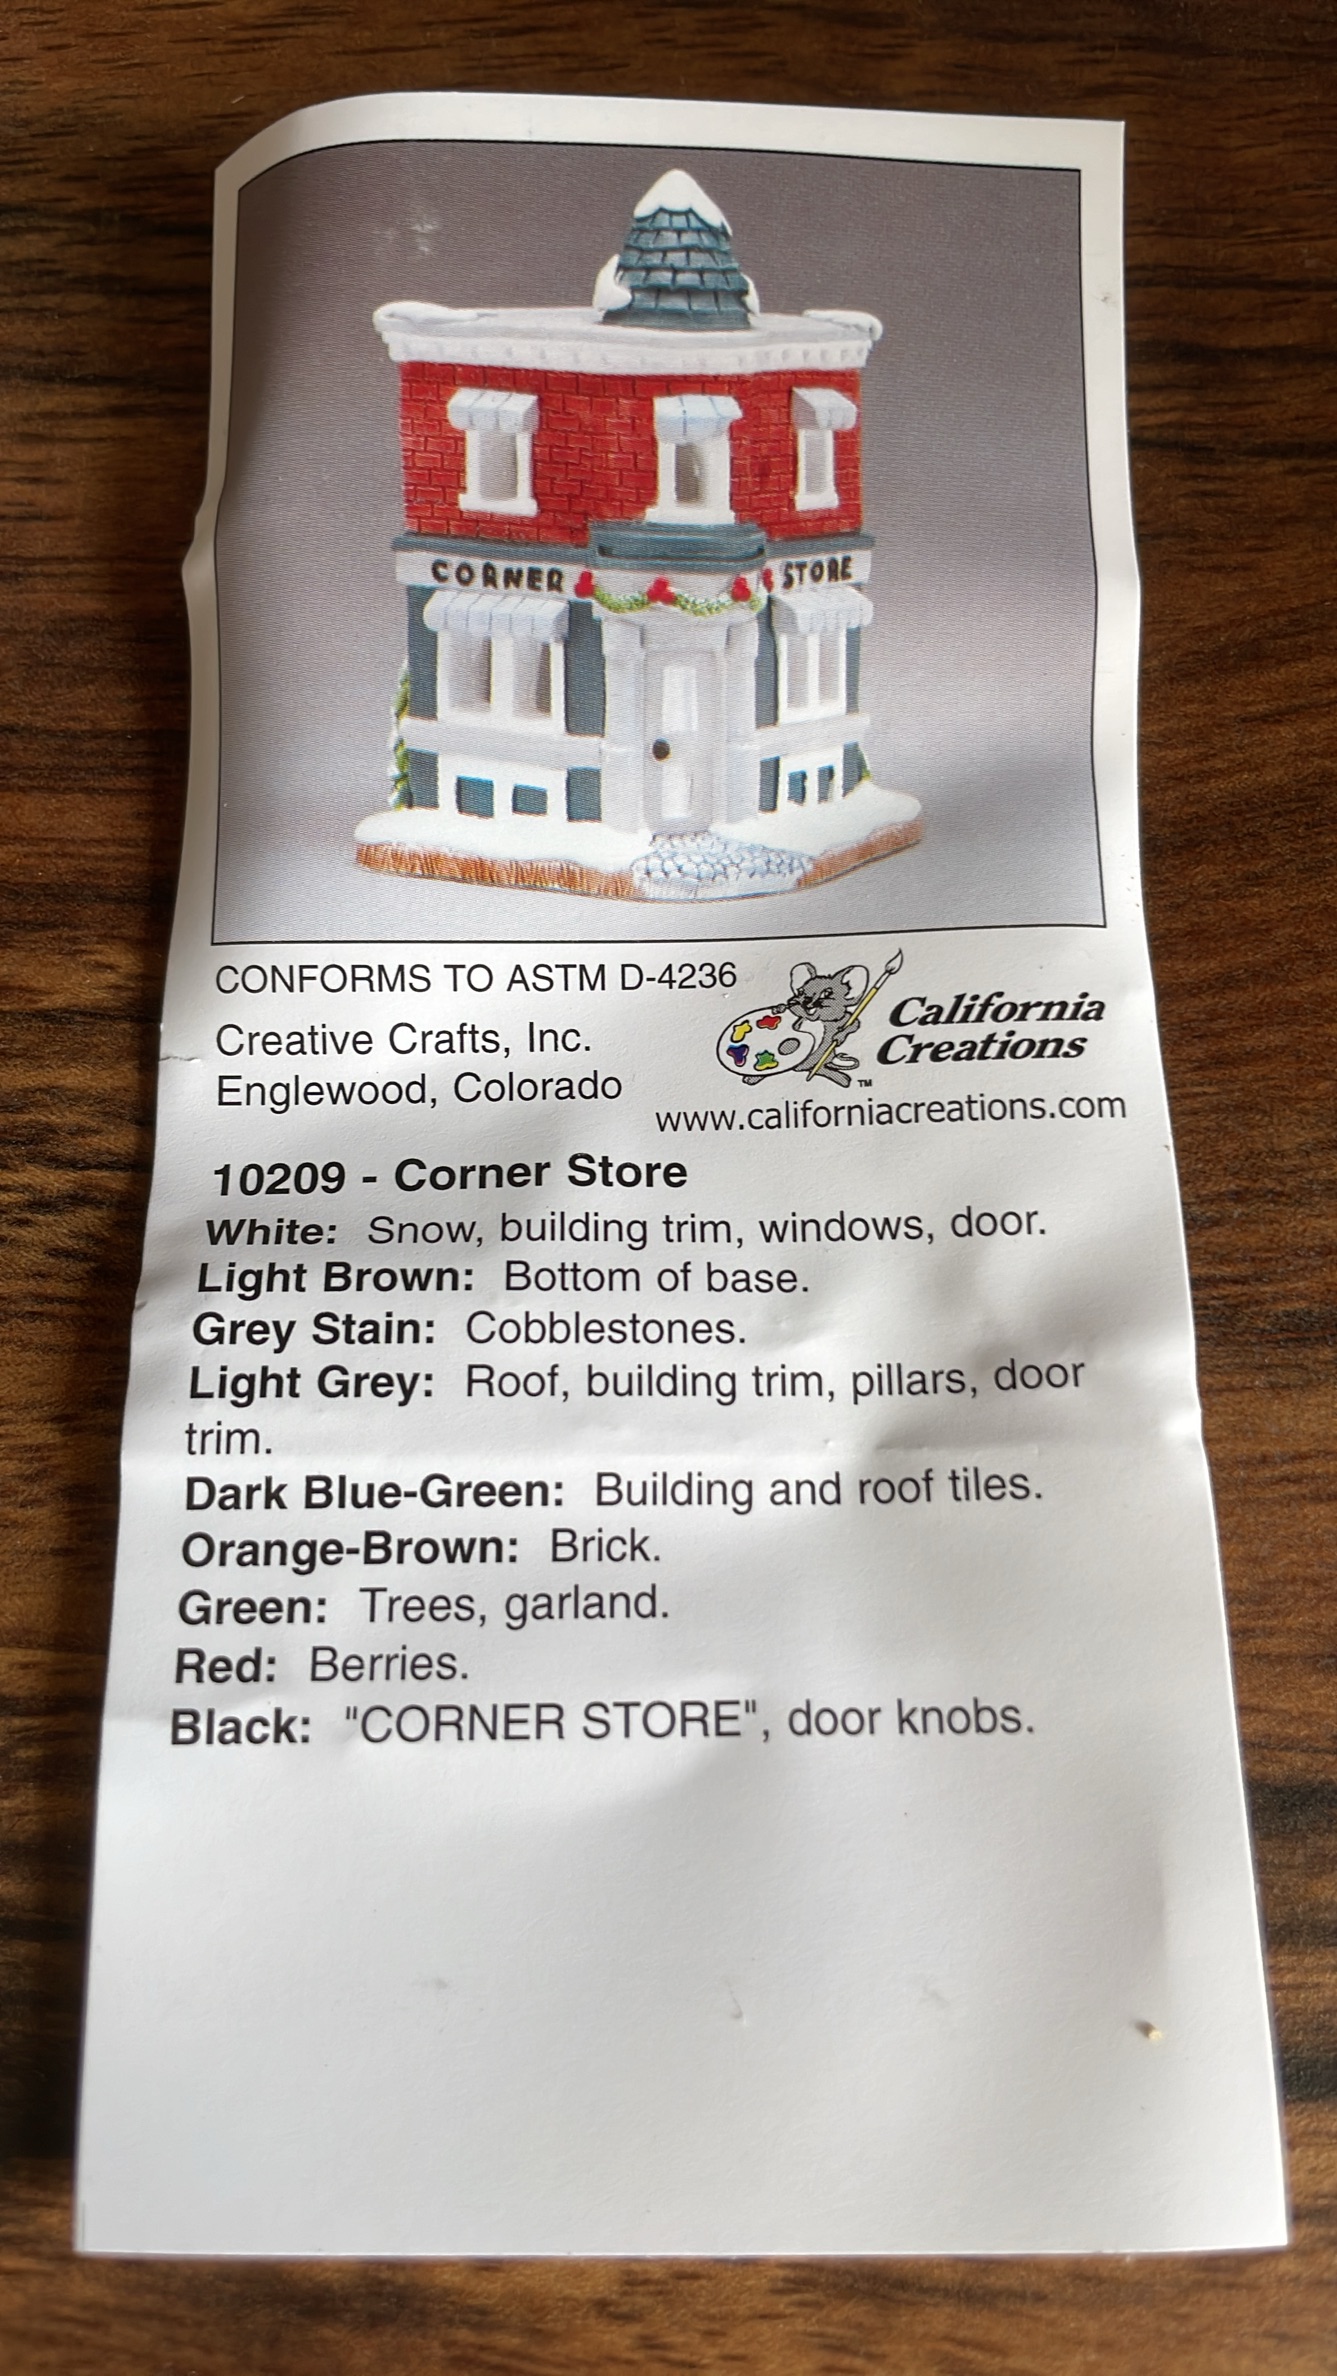 CORNER STORE
CONFORMS TO ASTM D-4236
Creative Crafts, Inc.
Englewood, Colorado
California
Creations
TM
www.californiacreations.com
10209 - Corner Store
White: Snow, building trim, windows, door.
Light Brown: Bottom of base.
Grey Stain: Cobblestones.
Light Grey: Roof, building trim, pillars, door
trim.
Dark Blue-Green: Building and roof tiles.
Orange-Brown: Brick.
Green: Trees, garland.
Red: Berries.
Black: "CORNER STORE", door knobs.